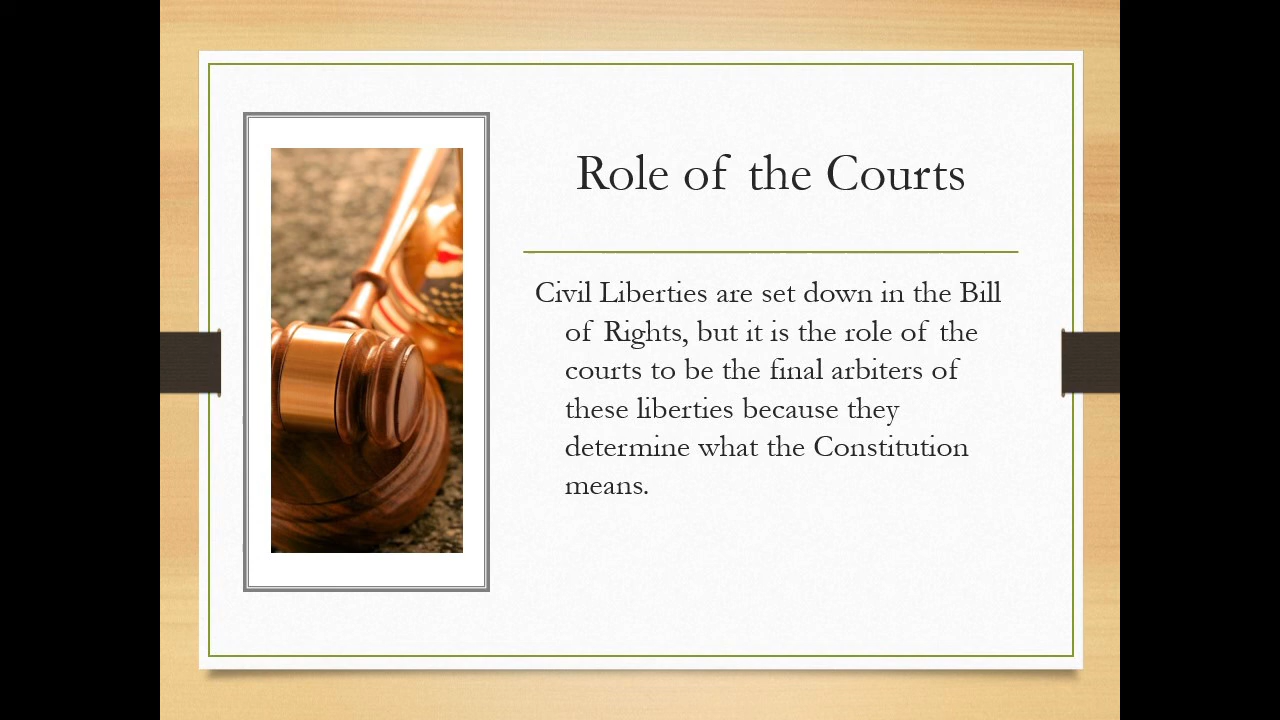 Role of the Courts
Civil Liberties are set down in the Bill
of Rights, but it is the role of the
courts to be the final arbiters of
these liberties because they
determine what the Constitution
means.